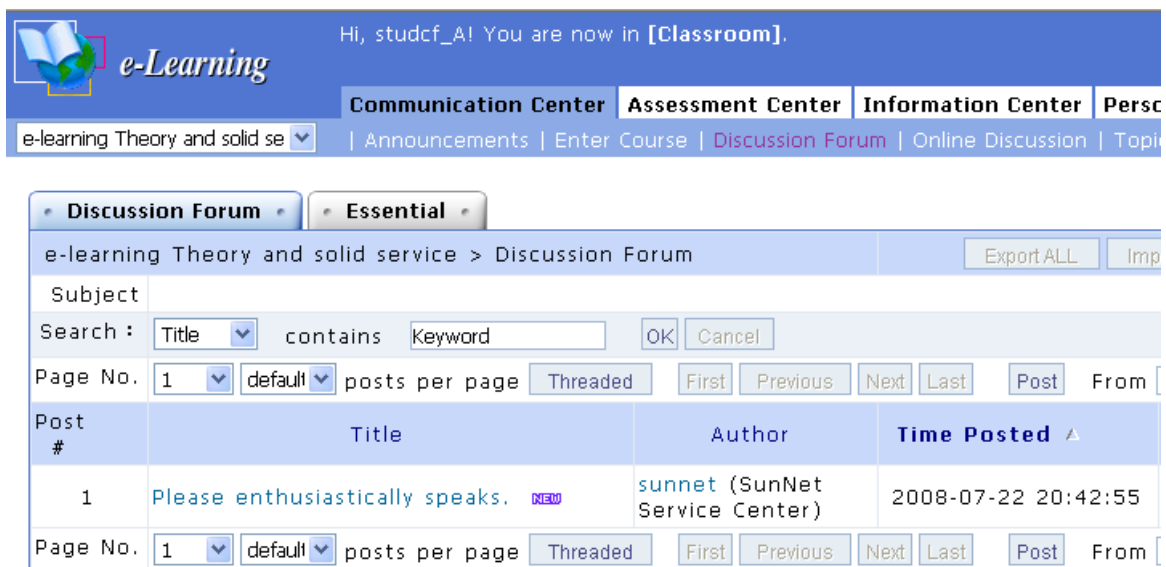 Hi, studcf_A! You are now in [Classroom].
e-Learning
Communication Center Assessment Center Information Center
e-learning Theory and solid se | Announcements | Enter Course | Discussion Forum | Online Discussion |
Discussion Forum Essential
e-learning Theory and solid service > Discussion Forum Export ALL
Subject
Search : Title contains Keyword OK Cancel
Page No. 1 default posts per page Threaded First Previous Next Last Post From
Post # Title Author Time Posted
1 Please enthusiastically speaks. NEW sunnet (SunNet Service Center) 2008-07-22 20:42:55
Page No. 1 default posts per page Threaded First Previous Next Last Post From